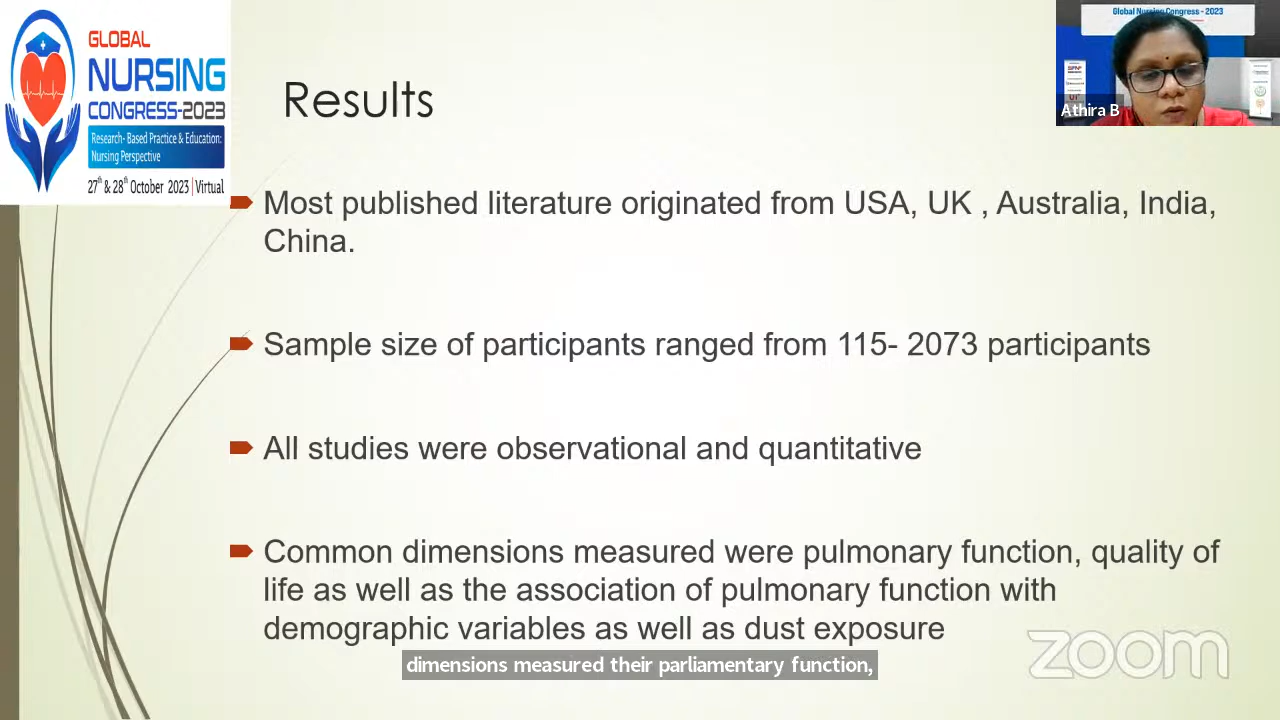 GLOBAL
NURSING
CONGRESS-2023
Research- Based Practice & Education:
Nursing Perspective
27th & 28th October 2023 | Virtual
Results
Most published literature originated from USA, UK , Australia, India,
China.
Sample size of participants ranged from 115- 2073 participants
All studies were observational and quantitative
Common dimensions measured were pulmonary function, quality of
life as well as the association of pulmonary function with
demographic variables as well as dust exposure
dimensions measured their parliamentary function,
zoom
Global Nursing Congress - 2023
Athira B